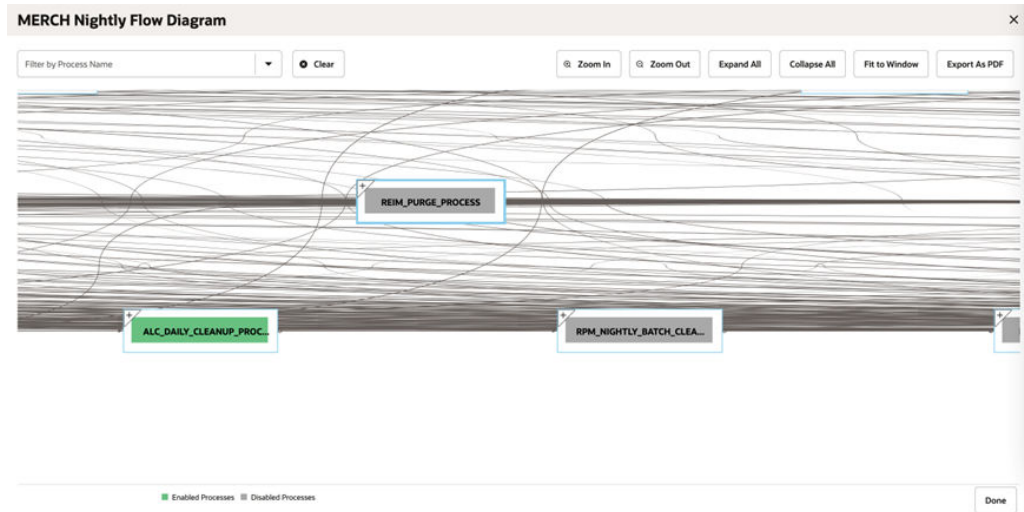 MERCH Nightly Flow Diagram
Filter by Process Name
Clear
Zoom In
Zoom Out
Expand All
Collapse All
Fit to Window
Export As PDF
REIM_PURGE_PROCESS
ALC_DAILY_CLEANUP_PROC...
RPM_NIGHTLY_BATCH_CLEA...
Enabled Processes
Disabled Processes
Done